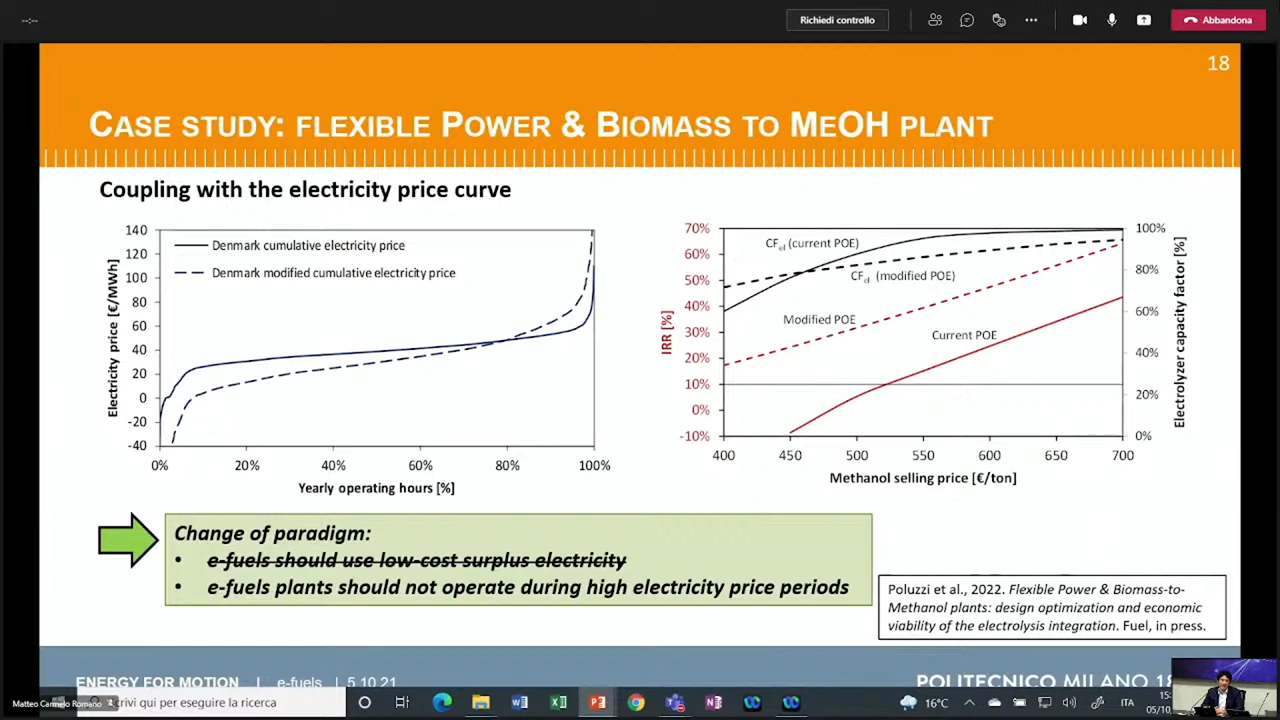 --:--
Richiedi controllo
Abbandona
18
CASE STUDY: FLEXIBLE POWER & BIOMASS TO MEOH PLANT
Coupling with the electricity price curve
Electricity price [€/MWh]
140
120
100
80
60
40
20
0
-20
-40
Denmark cumulative electricity price
Denmark modified cumulative electricity price
0%
20%
40%
60%
80%
100%
Yearly operating hours [%]
IRR [%]
70%
60%
50%
40%
30%
20%
10%
0%
-10%
CFel (current POE)
CFel (modified POE)
Modified POE
Current POE
100%
80%
60%
40%
20%
0%
Electrolyzer capacity factor [%]
400
450
500
550
600
650
700
Methanol selling price [€/ton]
Change of paradigm:
• e-fuels should use low-cost surplus electricity
• e-fuels plants should not operate during high electricity price periods
Poluzzi et al., 2022. Flexible Power & Biomass-to-
Methanol plants: design optimization and economic
viability of the electrolysis integration. Fuel, in press.
ENERGY FOR MOTION | e-fuels | 5.10.21
POLITECNICO MILANO 18
Matteo Carmelo Romano
crivi qui per eseguire la ricerca
16°C
ITA
15:
05/10